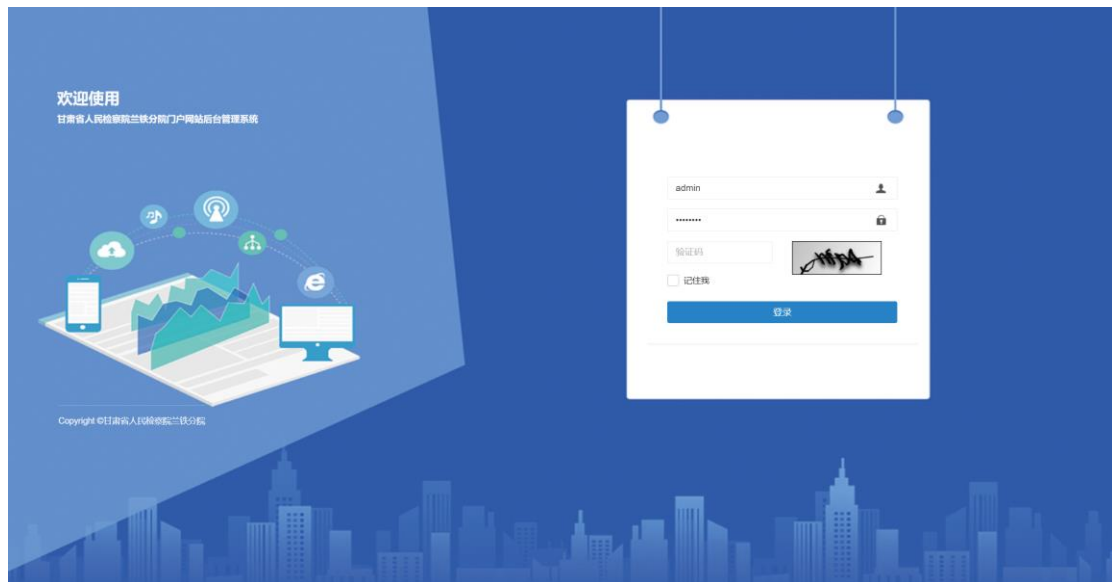 欢迎使用
甘肃省人民检察院兰铁分院门户网站后台管理系统
Copyright ©甘肃省人民检察院兰铁分院
admin
········
验证码
记住我
登录